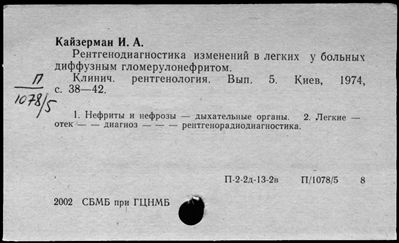 Кайзерман И. А.
Рентгенодиагностика изменений в легких у больных
диффузным гломерулонефритом.
Клинич. рентгенология. Вып. 5. Киев, 1974,
с. 38—42.
П
1078/5
1. Нефриты и нефрозы — дыхательные органы. 2. Легкие —
отек — — диагноз — — — рентгенорадиодиагностика.
П-2-2д-13-2в П/1078/5 8
2002 СБМБ при ГЦНМБ